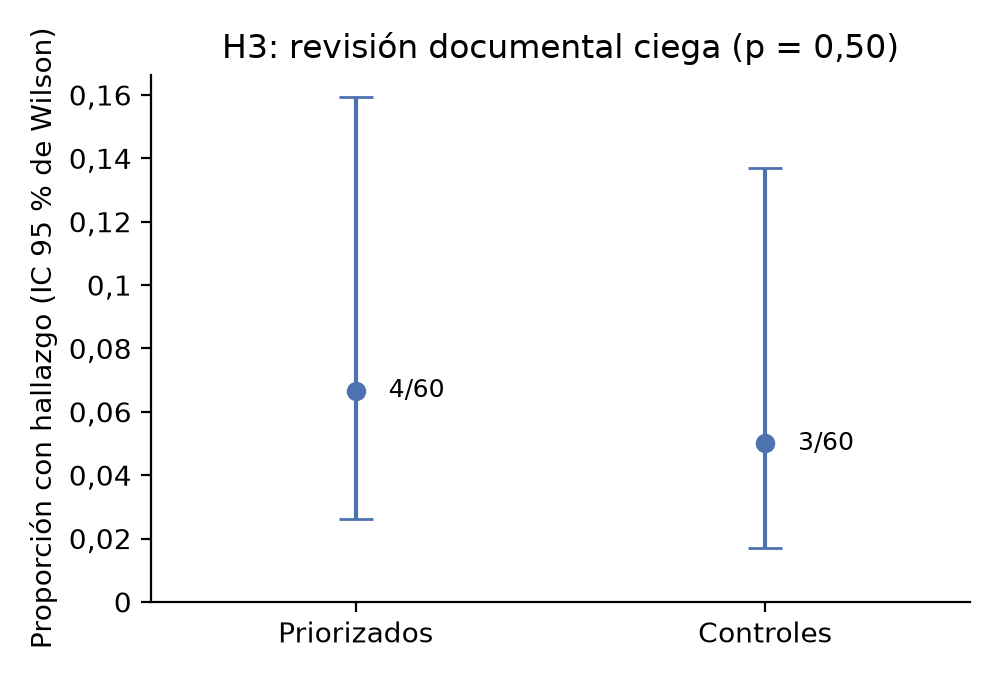 H3: revisión documental ciega (p = 0,50)
Proporción con hallazgo (IC 95 % de Wilson)
0,16
0,14
0,12
0,1
0,08
0,06
0,04
0,02
0
4/60
3/60
Priorizados
Controles